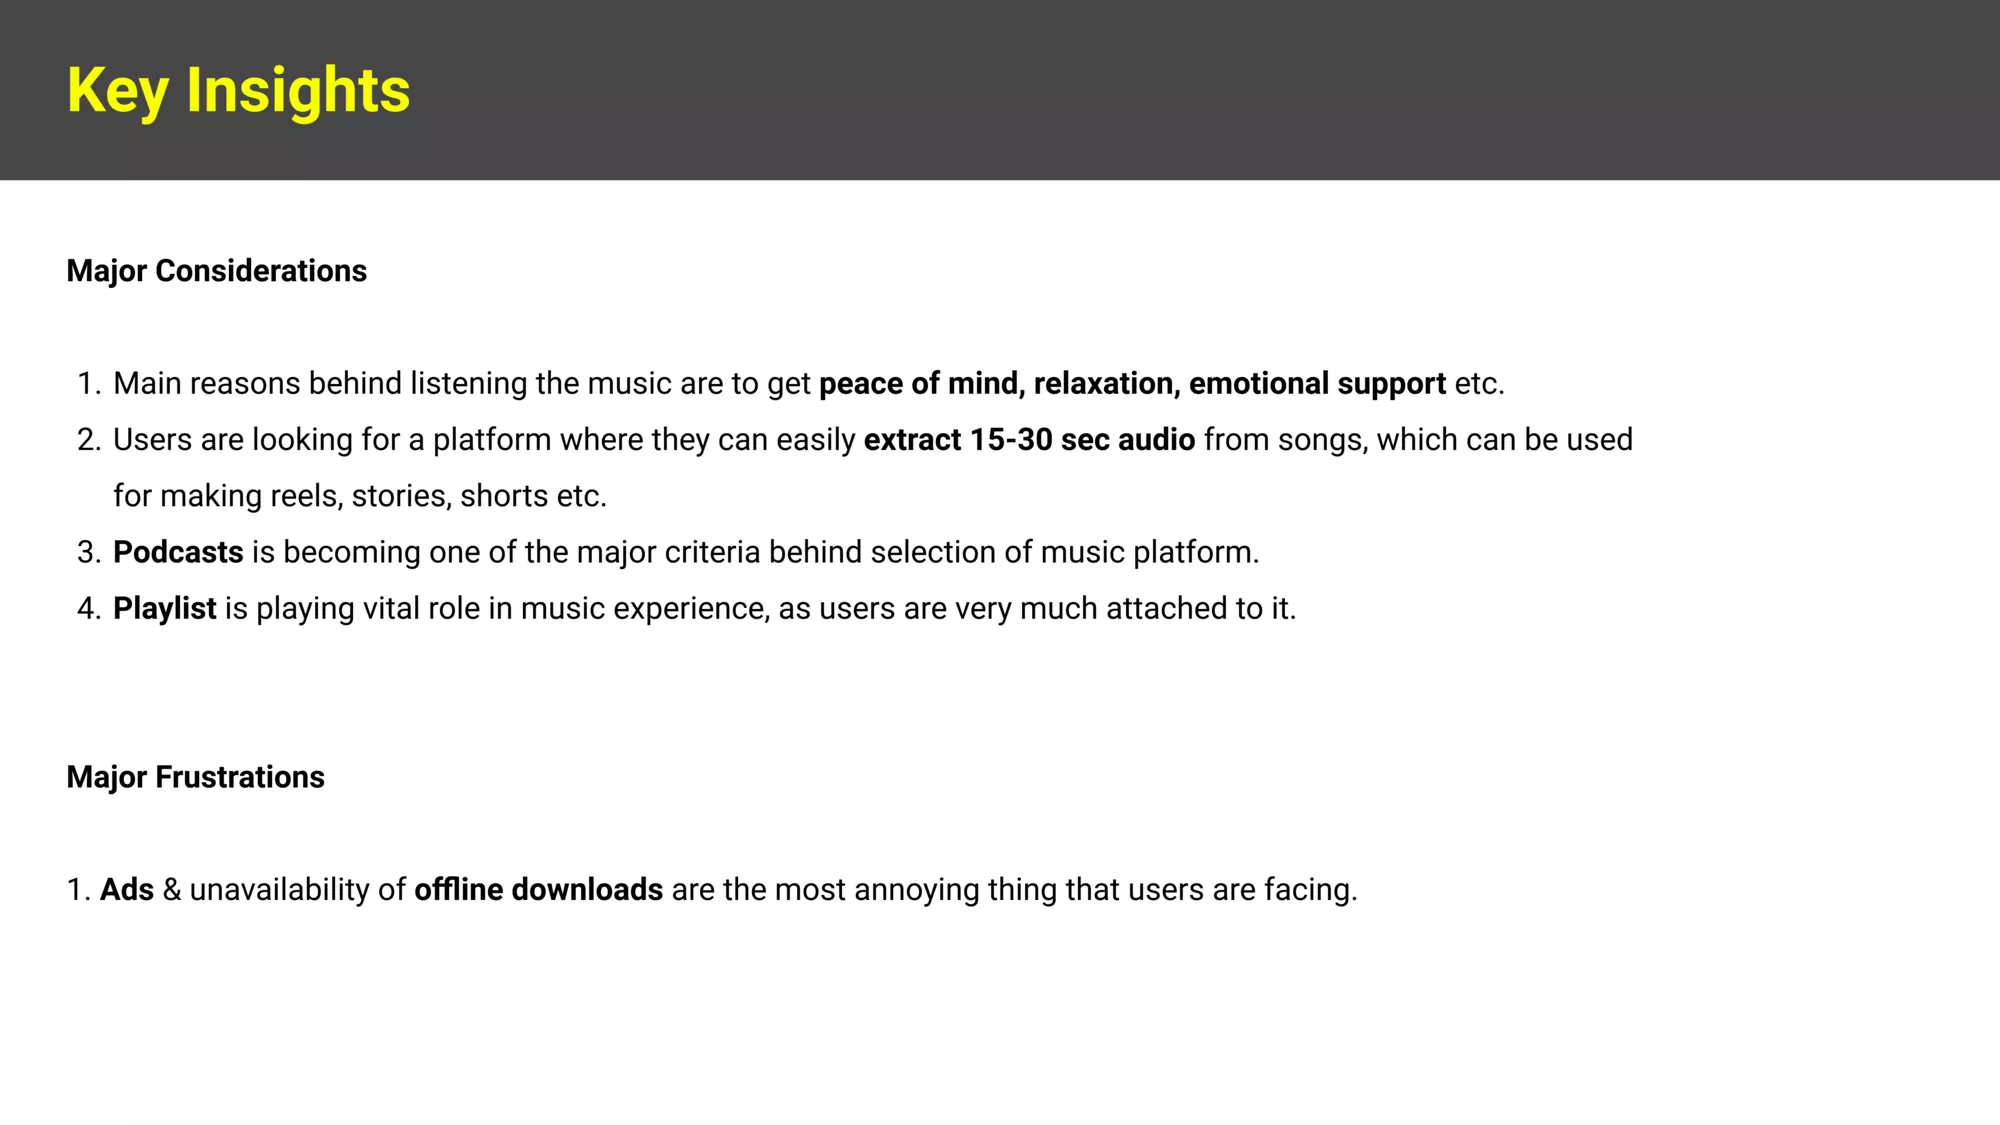 Key Insights
Major Considerations
1. Main reasons behind listening the music are to get peace of mind, relaxation, emotional support etc.
2. Users are looking for a platform where they can easily extract 15-30 sec audio from songs, which can be used
for making reels, stories, shorts etc.
3. Podcasts is becoming one of the major criteria behind selection of music platform.
4. Playlist is playing vital role in music experience, as users are very much attached to it.
Major Frustrations
1. Ads & unavailability of offline downloads are the most annoying thing that users are facing.